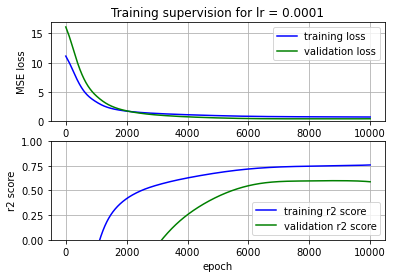 Training supervision for lr = 0.0001
MSE loss
15
10
5
0
training loss
validation loss
0
2000
4000
6000
8000
10000
r2 score
1.00
0.75
0.50
0.25
0.00
training r2 score
validation r2 score
0
2000
4000
6000
8000
10000
epoch